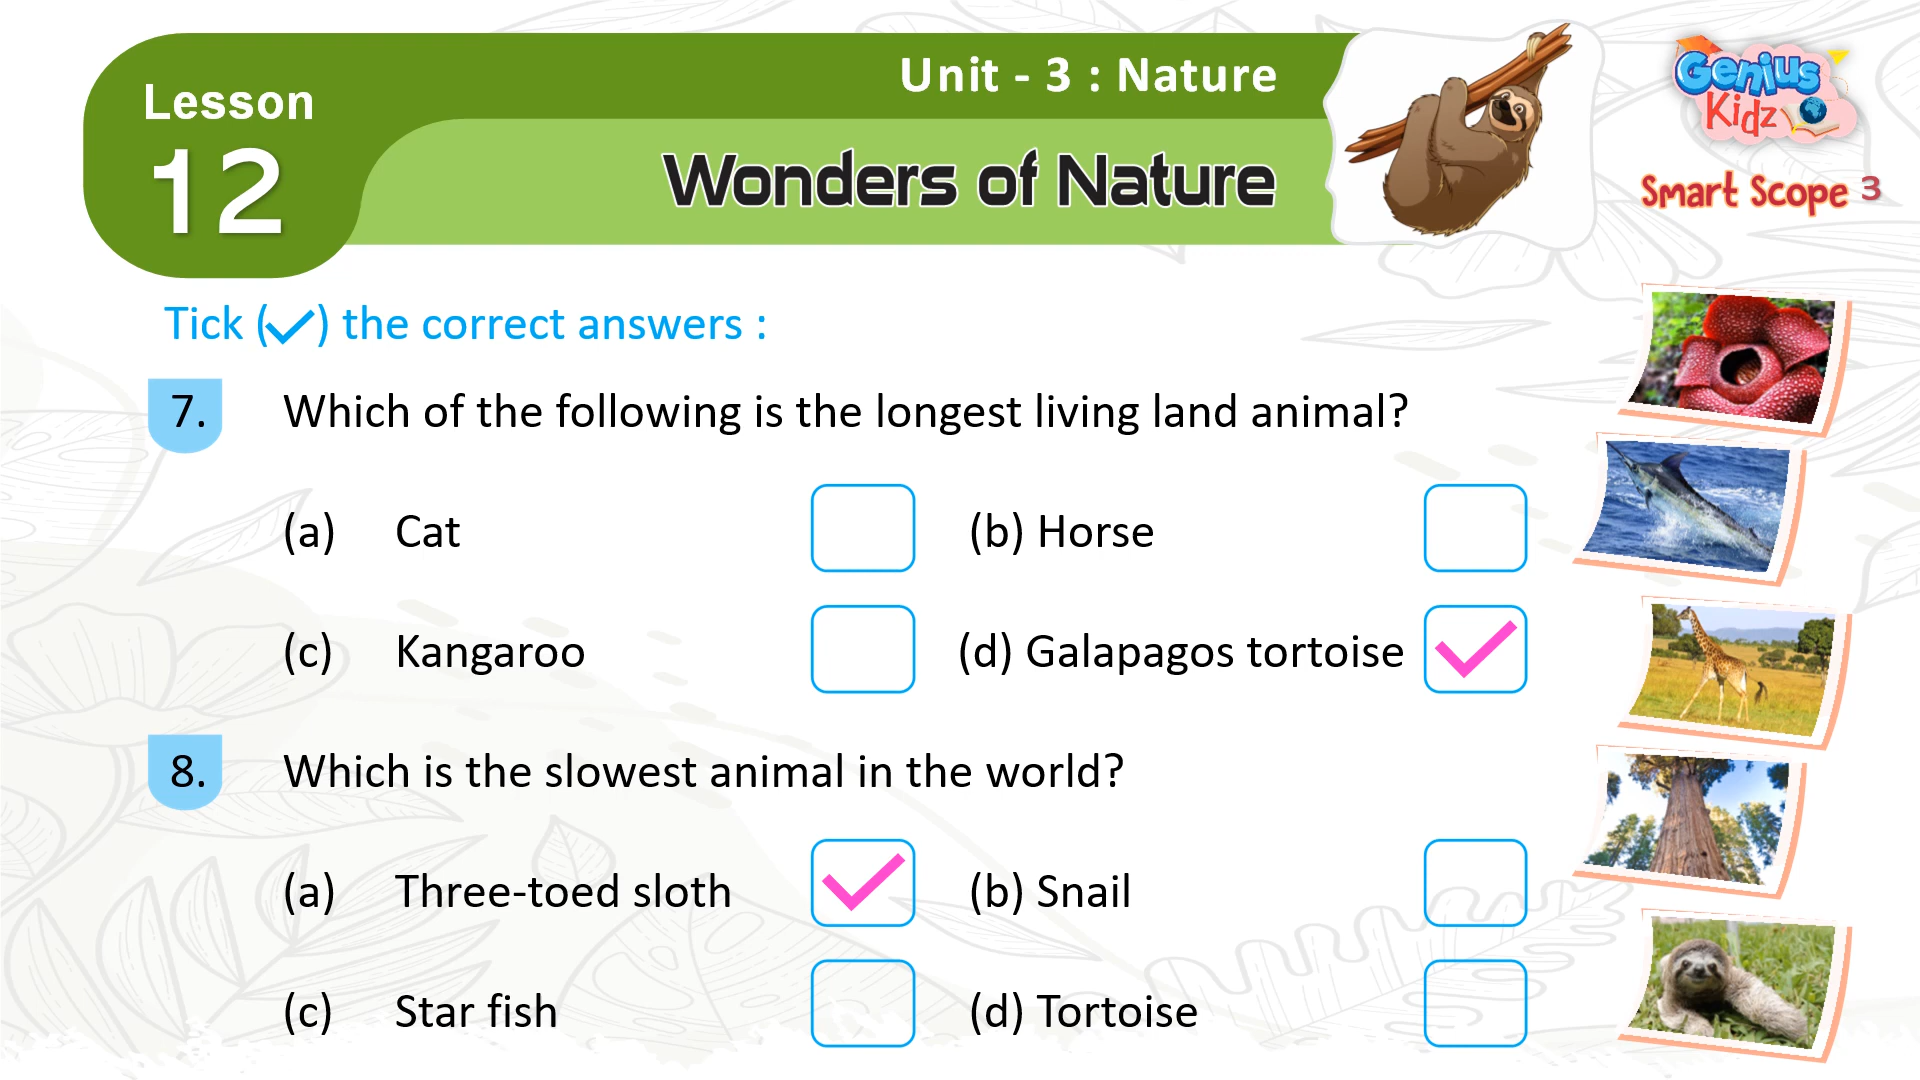 Lesson
12
Unit - 3 : Nature
Wonders of Nature
Genius
Kidz
Smart Scope 3
Tick (✓) the correct answers :
7. Which of the following is the longest living land animal?
(a) Cat (b) Horse
(c) Kangaroo (d) Galapagos tortoise ✓
8. Which is the slowest animal in the world?
(a) Three-toed sloth ✓ (b) Snail
(c) Star fish (d) Tortoise